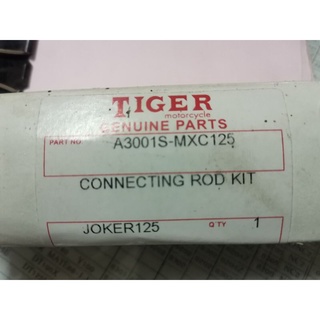 TIGER
motorcycle
GENUINE PARTS
PART NO A3001S-MXC125
CONNECTING ROD KIT
JOKER125 Q'TY 1